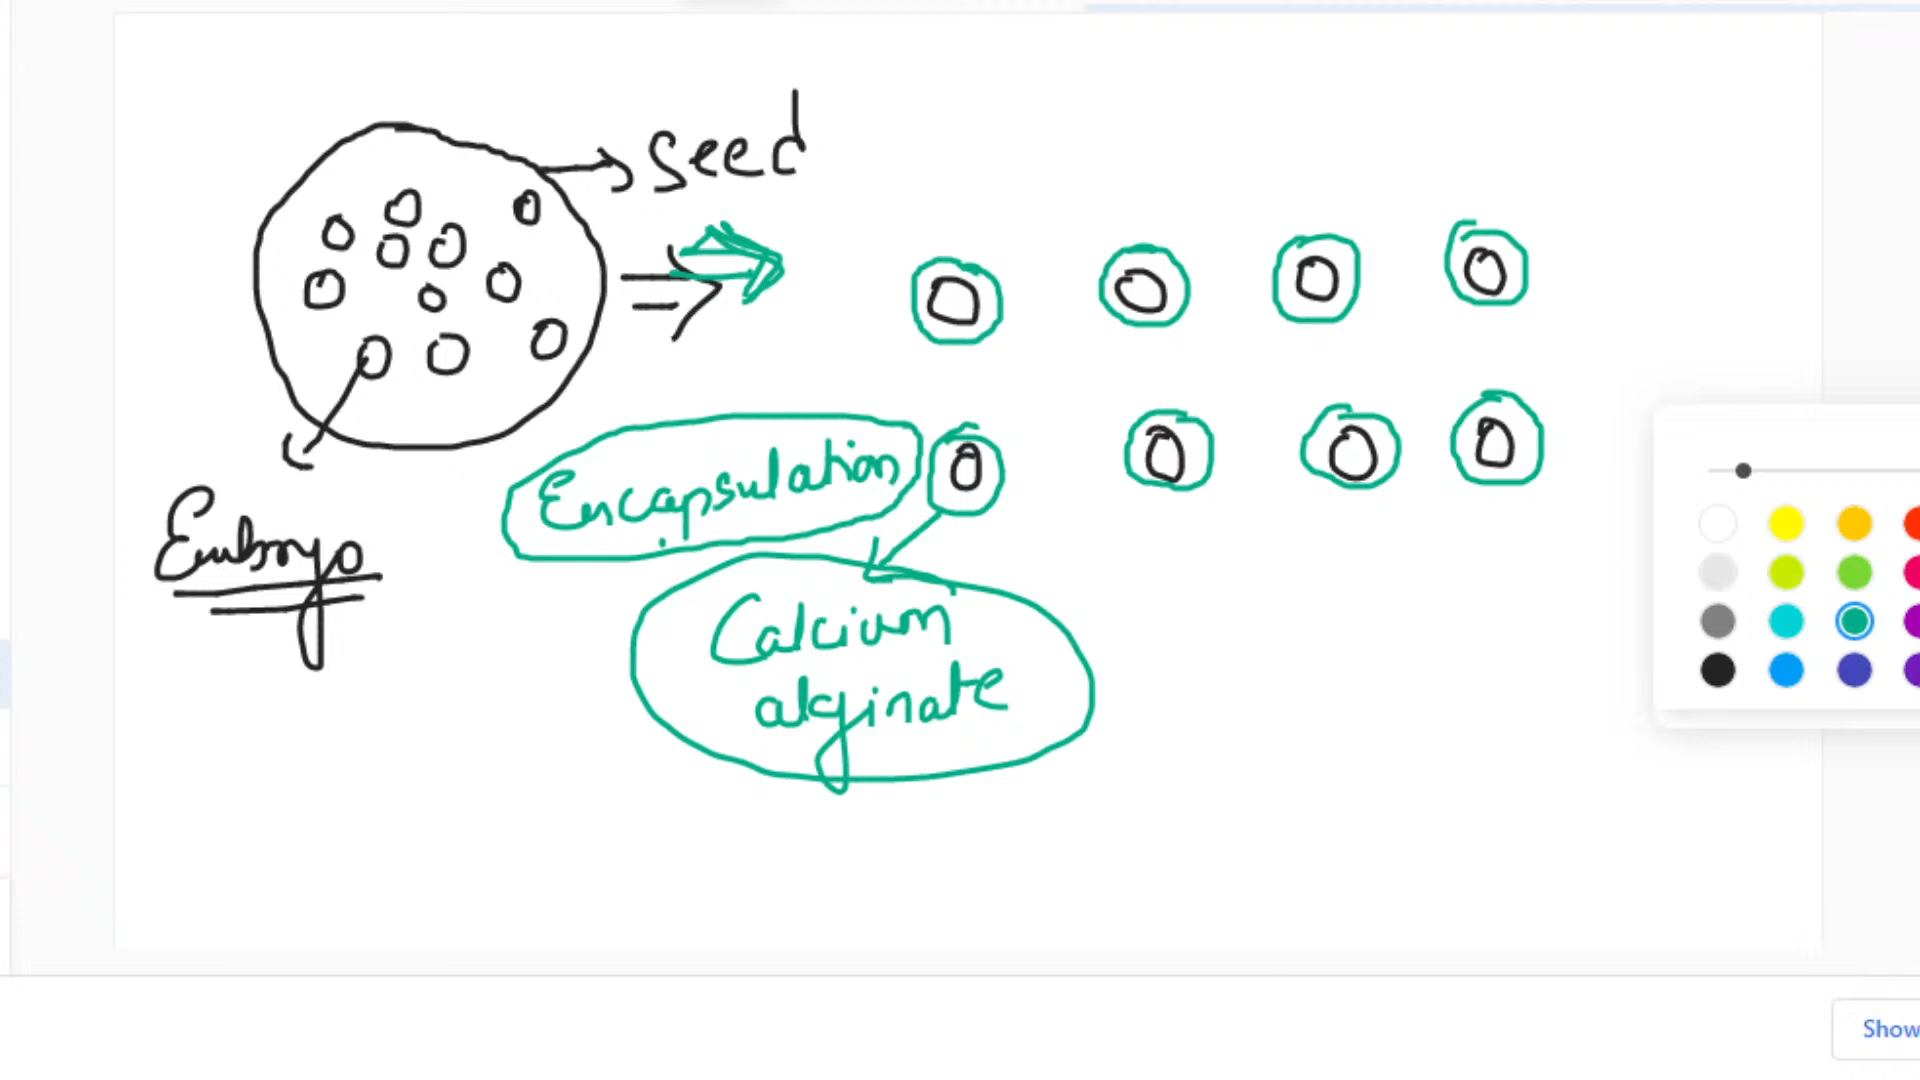 Seed
Encapsulation
Embryo
Calcium
alginate
Show